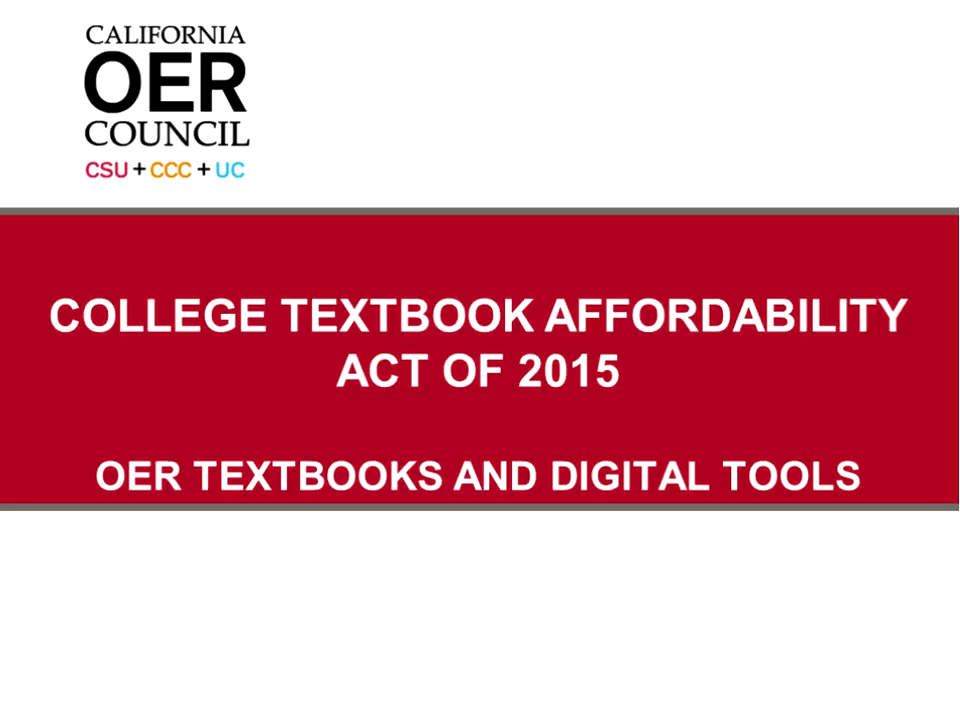 CALIFORNIA
OER
COUNCIL
CSU + CCC + UC
COLLEGE TEXTBOOK AFFORDABILITY
ACT OF 2015
OER TEXTBOOKS AND DIGITAL TOOLS